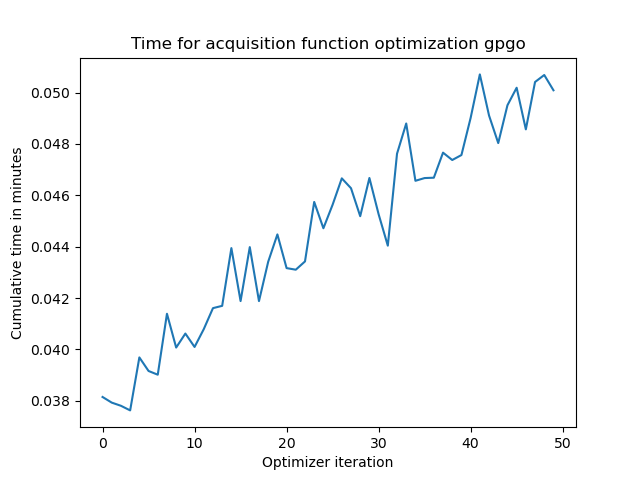 Time for acquisition function optimization gpgo
0.050
0.048
0.046
0.044
0.042
0.040
0.038
Cumulative time in minutes
0 10 20 30 40 50
Optimizer iteration